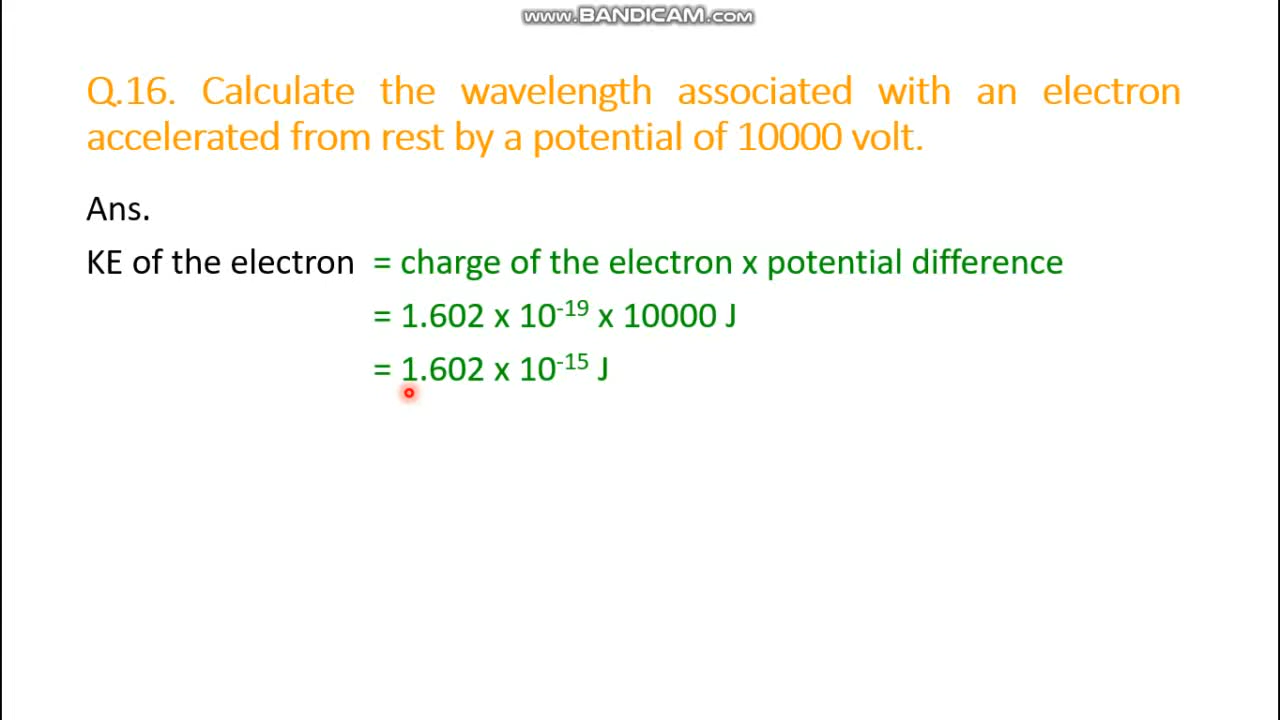 www.BANDICAM.com
Q.16. Calculate the wavelength associated with an electron
accelerated from rest by a potential of 10000 volt.
Ans.
KE of the electron = charge of the electron x potential difference
= 1.602 x 10⁻¹⁹ x 10000 J
= 1.602 x 10⁻¹⁵ J